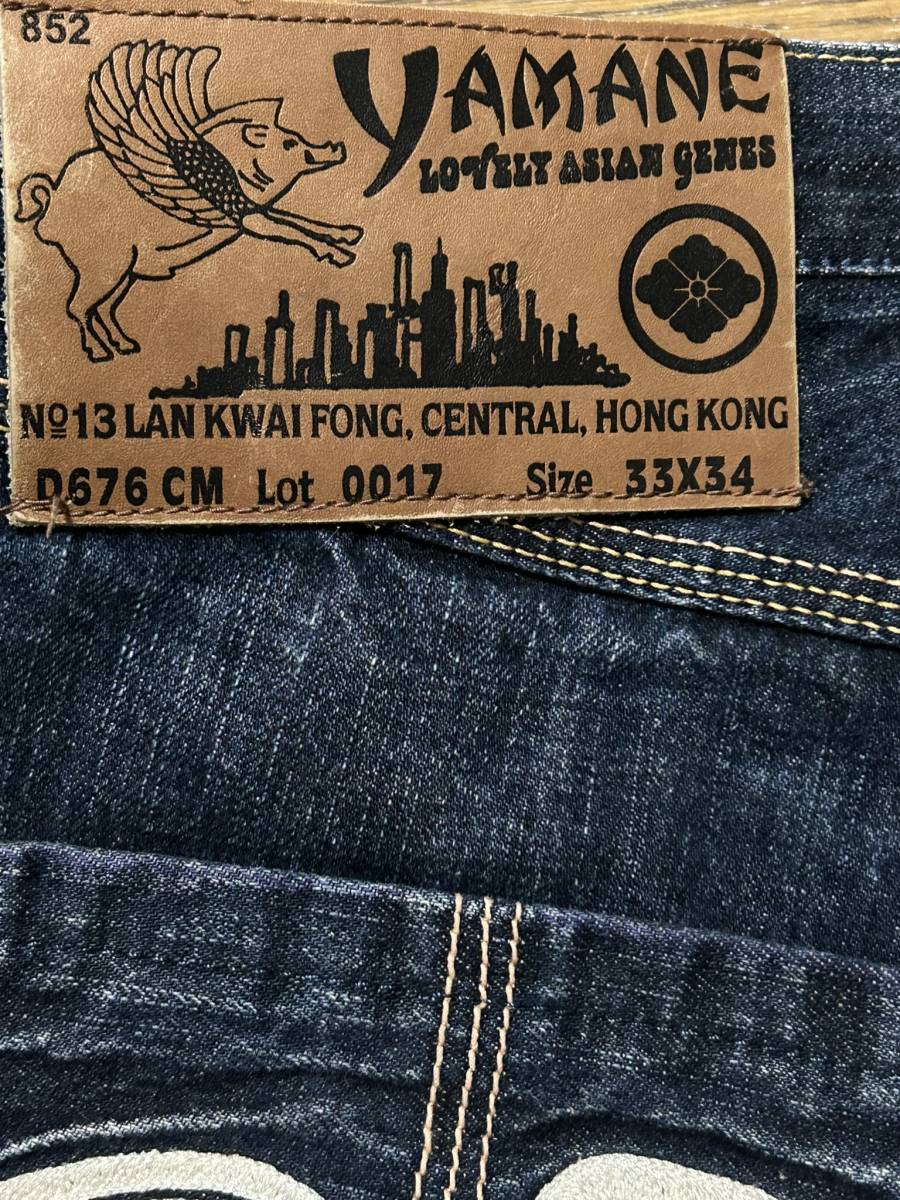 852
YAMANE
LOVELY ASIAN GENES
Nº13 LAN KWAI FONG, CENTRAL, HONG KONG
D676 CM Lot 0017 Size 33X34